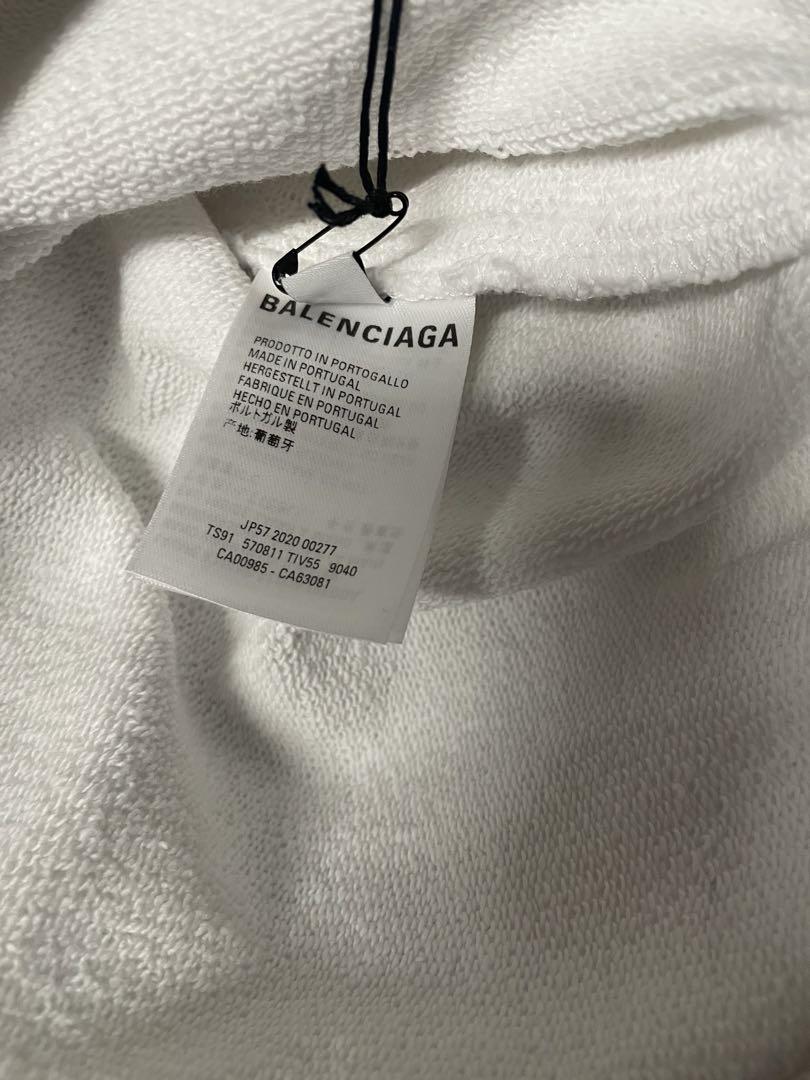 BALENCIAGA
PRODOTTO IN PORTOGALLO
MADE IN PORTUGAL
HERGESTELLT IN PORTUGAL
FABRIQUE EN PORTUGAL
HECHO EN PORTUGAL
ポルトガル製
产地:葡萄牙
JP57 2020 00277
TS91 570811 TIV55 9040
CA00985 - CA63081